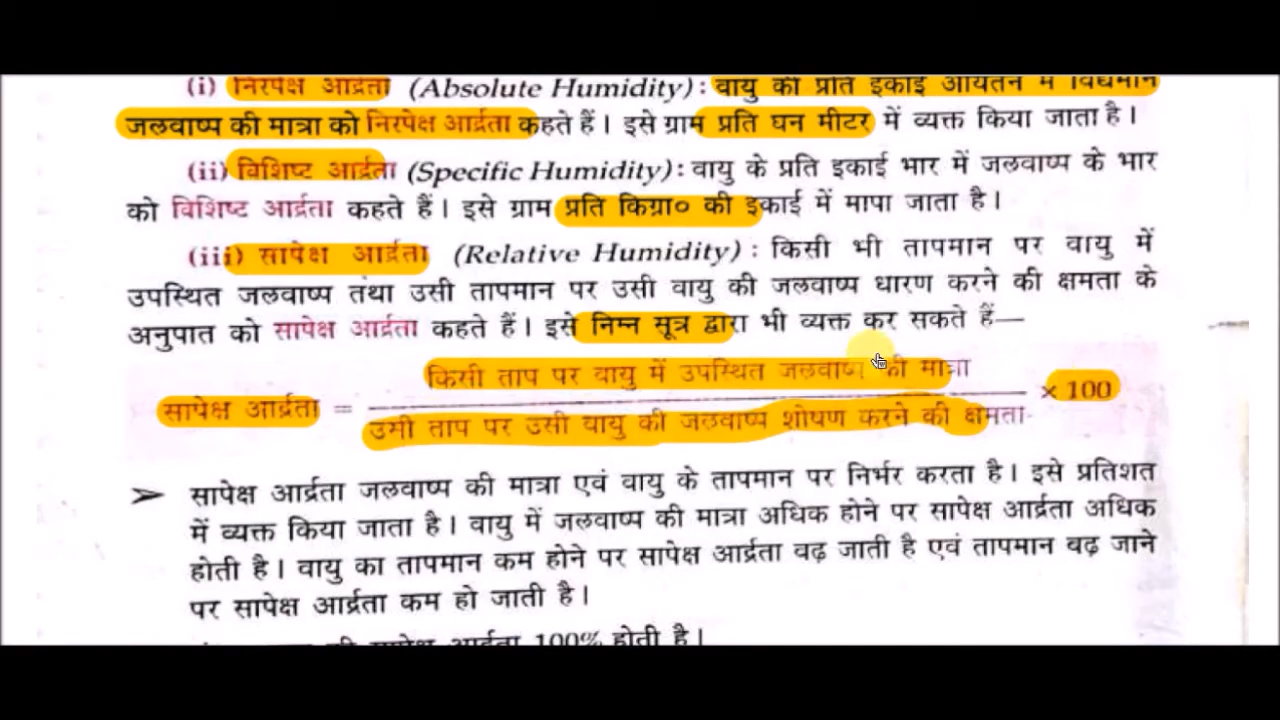 (i) निरपेक्ष आर्द्रता (Absolute Humidity) : वायु की प्रति इकाई आयतन में विद्यमान
जलवाष्प की मात्रा को निरपेक्ष आर्द्रता कहते हैं। इसे ग्राम प्रति घन मीटर में व्यक्त किया जाता है।
(ii) विशिष्ट आर्द्रता (Specific Humidity) : वायु के प्रति इकाई भार में जलवाष्प के भार
को विशिष्ट आर्द्रता कहते हैं। इसे ग्राम प्रति किग्रा० की इकाई में मापा जाता है।
(iii) सापेक्ष आर्द्रता (Relative Humidity) : किसी भी तापमान पर वायु में
उपस्थित जलवाष्प तथा उसी तापमान पर उसी वायु की जलवाष्प धारण करने की क्षमता के
अनुपात को सापेक्ष आर्द्रता कहते हैं। इसे निम्न सूत्र द्वारा भी व्यक्त कर सकते हैं—
किसी ताप पर वायु में उपस्थित जलवाष्प की मात्रा
सापेक्ष आर्द्रता = × 100
उसी ताप पर उसी वायु की जलवाष्प शोषण करने की क्षमता
➤ सापेक्ष आर्द्रता जलवाष्प की मात्रा एवं वायु के तापमान पर निर्भर करता है। इसे प्रतिशत
में व्यक्त किया जाता है। वायु में जलवाष्प की मात्रा अधिक होने पर सापेक्ष आर्द्रता अधिक
होती है। वायु का तापमान कम होने पर सापेक्ष आर्द्रता बढ़ जाती है एवं तापमान बढ़ जाने
पर सापेक्ष आर्द्रता कम हो जाती है।
की सापेक्ष आर्द्रता 100% होती है।